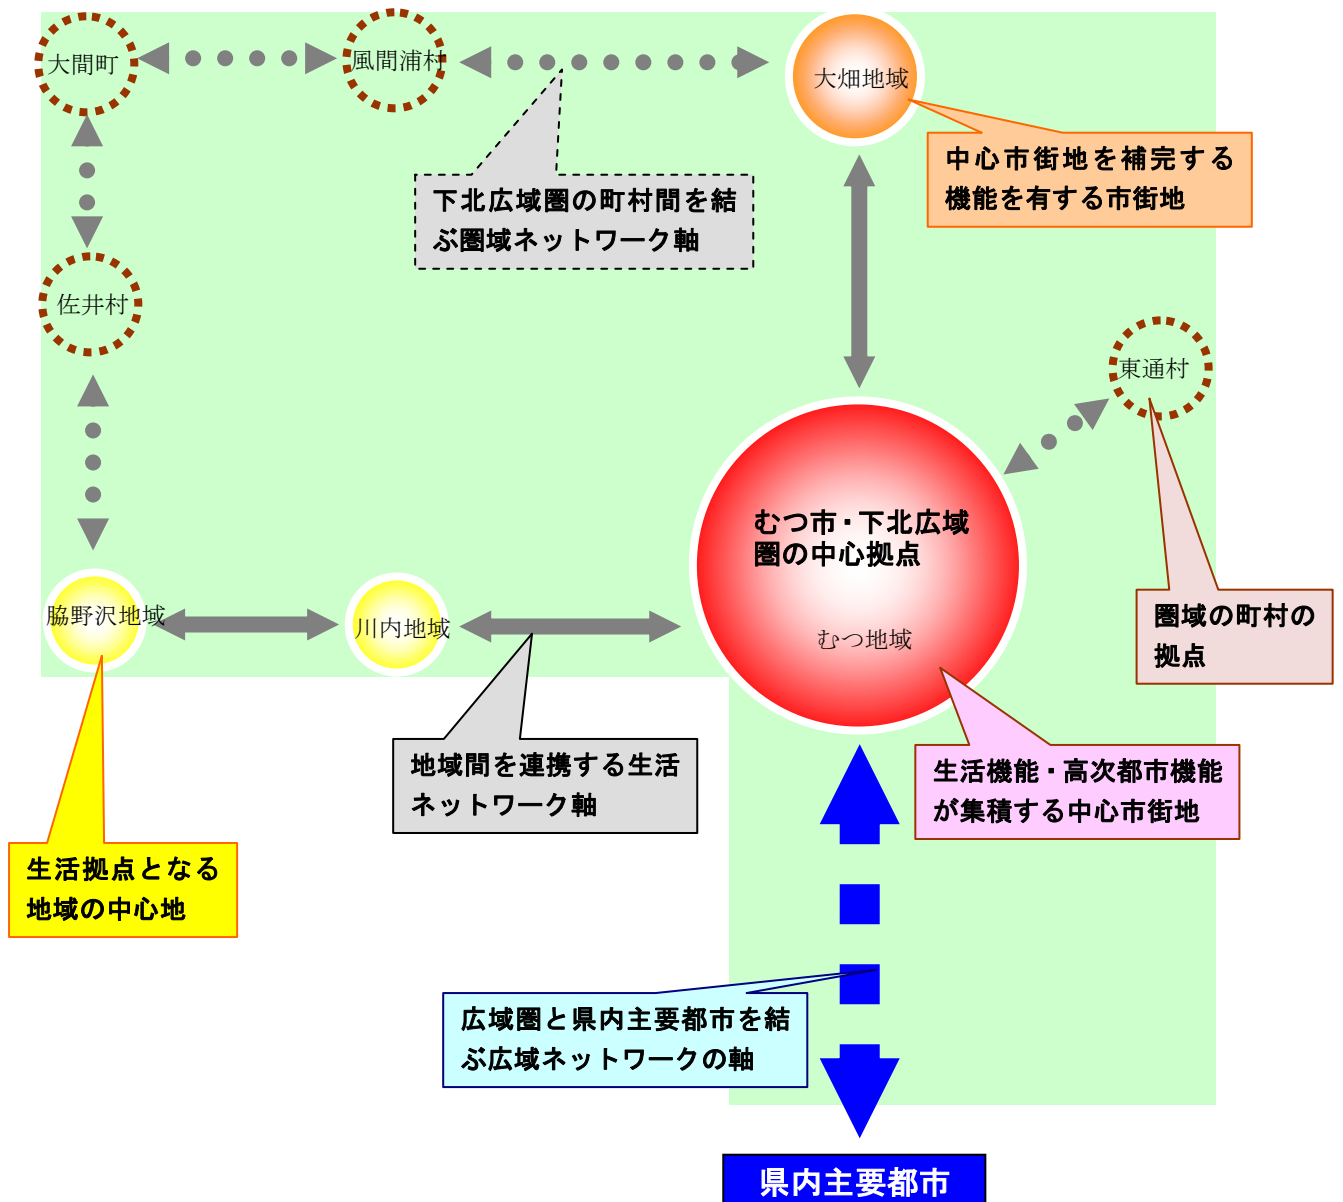 大間町
風間浦村
大畑地域
中心市街地を補完する
機能を有する市街地
下北広域圏の町村間を結
ぶ圏域ネットワーク軸
佐井村
東通村
むつ市・下北広域
圏の中心拠点
むつ地域
圏域の町村の
拠点
脇野沢地域
川内地域
地域間を連携する生活
ネットワーク軸
生活機能・高次都市機能
が集積する中心市街地
生活拠点となる
地域の中心地
広域圏と県内主要都市を結
ぶ広域ネットワークの軸
県内主要都市